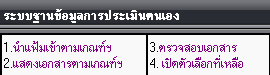 ระบบฐานข้อมูลการประเมินตนเอง
1.นำแฟ้มเข้าตามเกณฑ์ฯ
3.ตรวจสอบเอกสาร
2.แสดงเอกสารตามเกณฑ์ฯ
4. เปิดตัวเลือกที่เหลือ